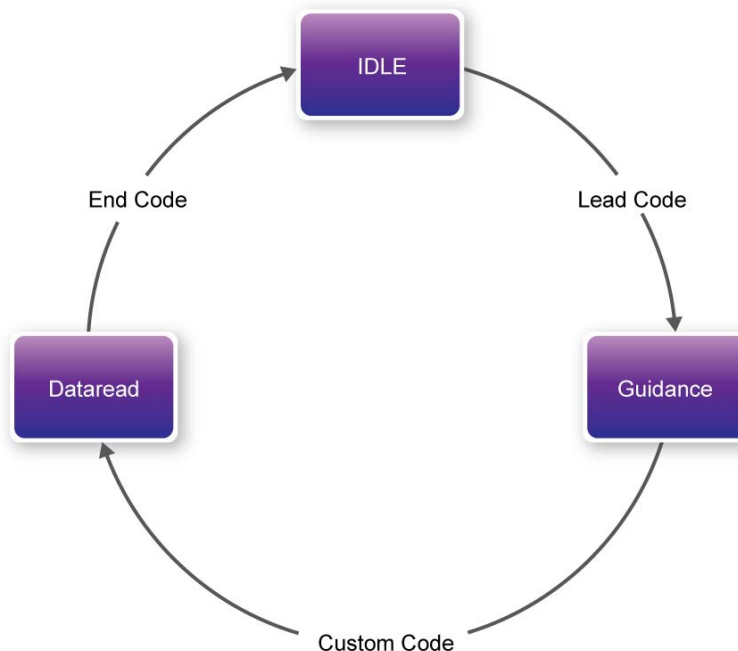 IDLE
End Code
Lead Code
Dataread
Guidance
Custom Code